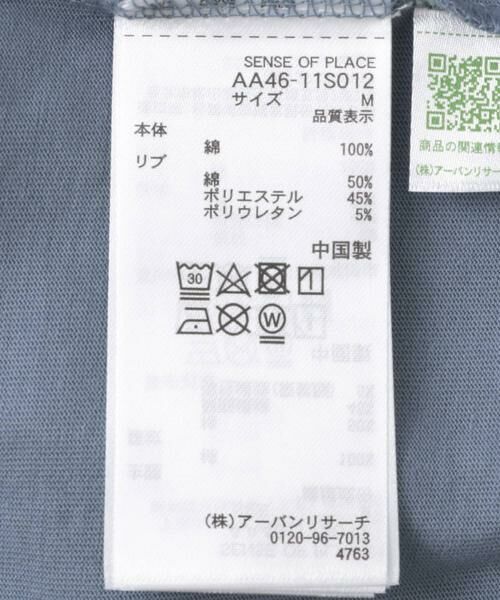 SENSE OF PLACE
AA46-11S012
サイズ M
品質表示
本体
綿 100%
リブ
綿 50%
ポリエステル 45%
ポリウレタン 5%
中国製
30
W
(株)アーバンリサーチ
0120-96-7013
4763
商品の関連情報
(株)アーバンリサーチ